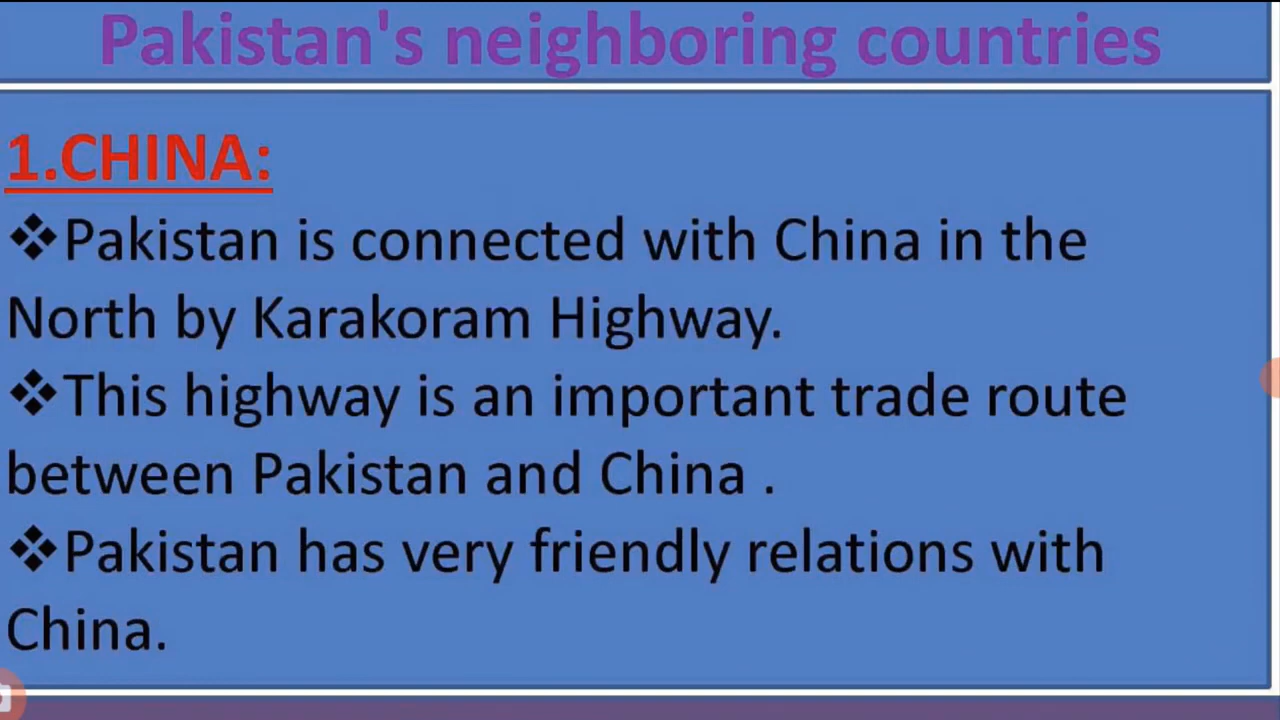 Pakistan's neighboring countries
1.CHINA:
❖Pakistan is connected with China in the
North by Karakoram Highway.
❖This highway is an important trade route
between Pakistan and China .
❖Pakistan has very friendly relations with
China.